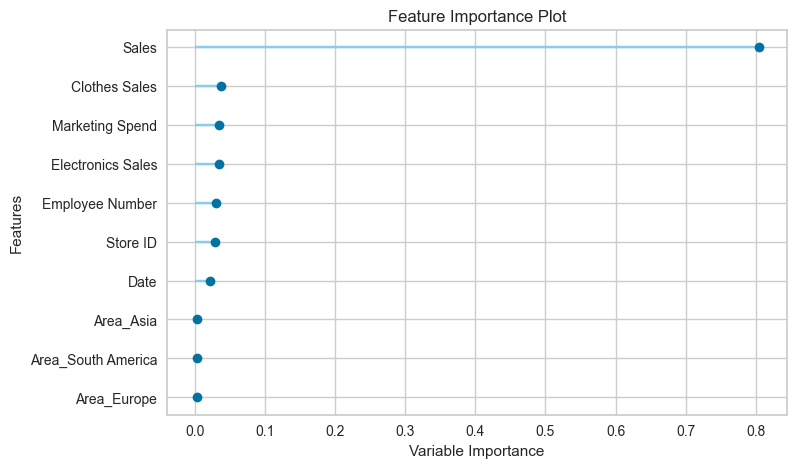 Feature Importance Plot
Features
Sales
Clothes Sales
Marketing Spend
Electronics Sales
Employee Number
Store ID
Date
Area_Asia
Area_South America
Area_Europe
0.0 0.1 0.2 0.3 0.4 0.5 0.6 0.7 0.8
Variable Importance